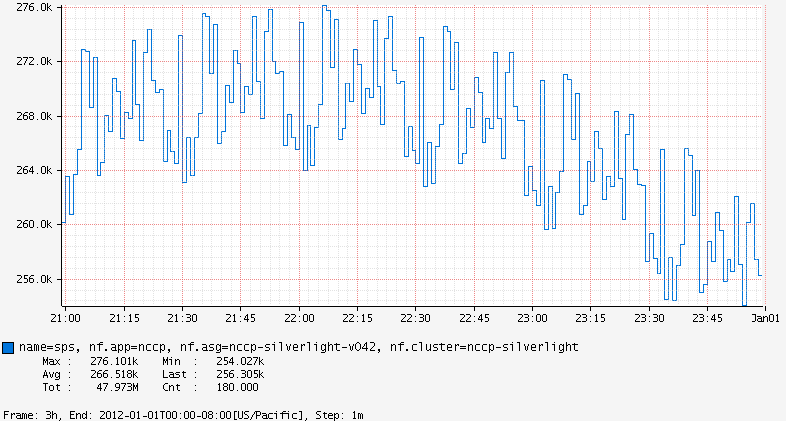 276.0k
272.0k
268.0k
264.0k
260.0k
256.0k
21:00 21:15 21:30 21:45 22:00 22:15 22:30 22:45 23:00 23:15 23:30 23:45 Jan01
name=sps, nf.app=nccp, nf.asg=nccp-silverlight-v042, nf.cluster=nccp-silverlight
Max : 276.101k Min : 254.027k
Avg : 266.518k Last : 256.305k
Tot : 47.973M Cnt : 180.000
Frame: 3h, End: 2012-01-01T00:00-08:00[US/Pacific], Step: 1m